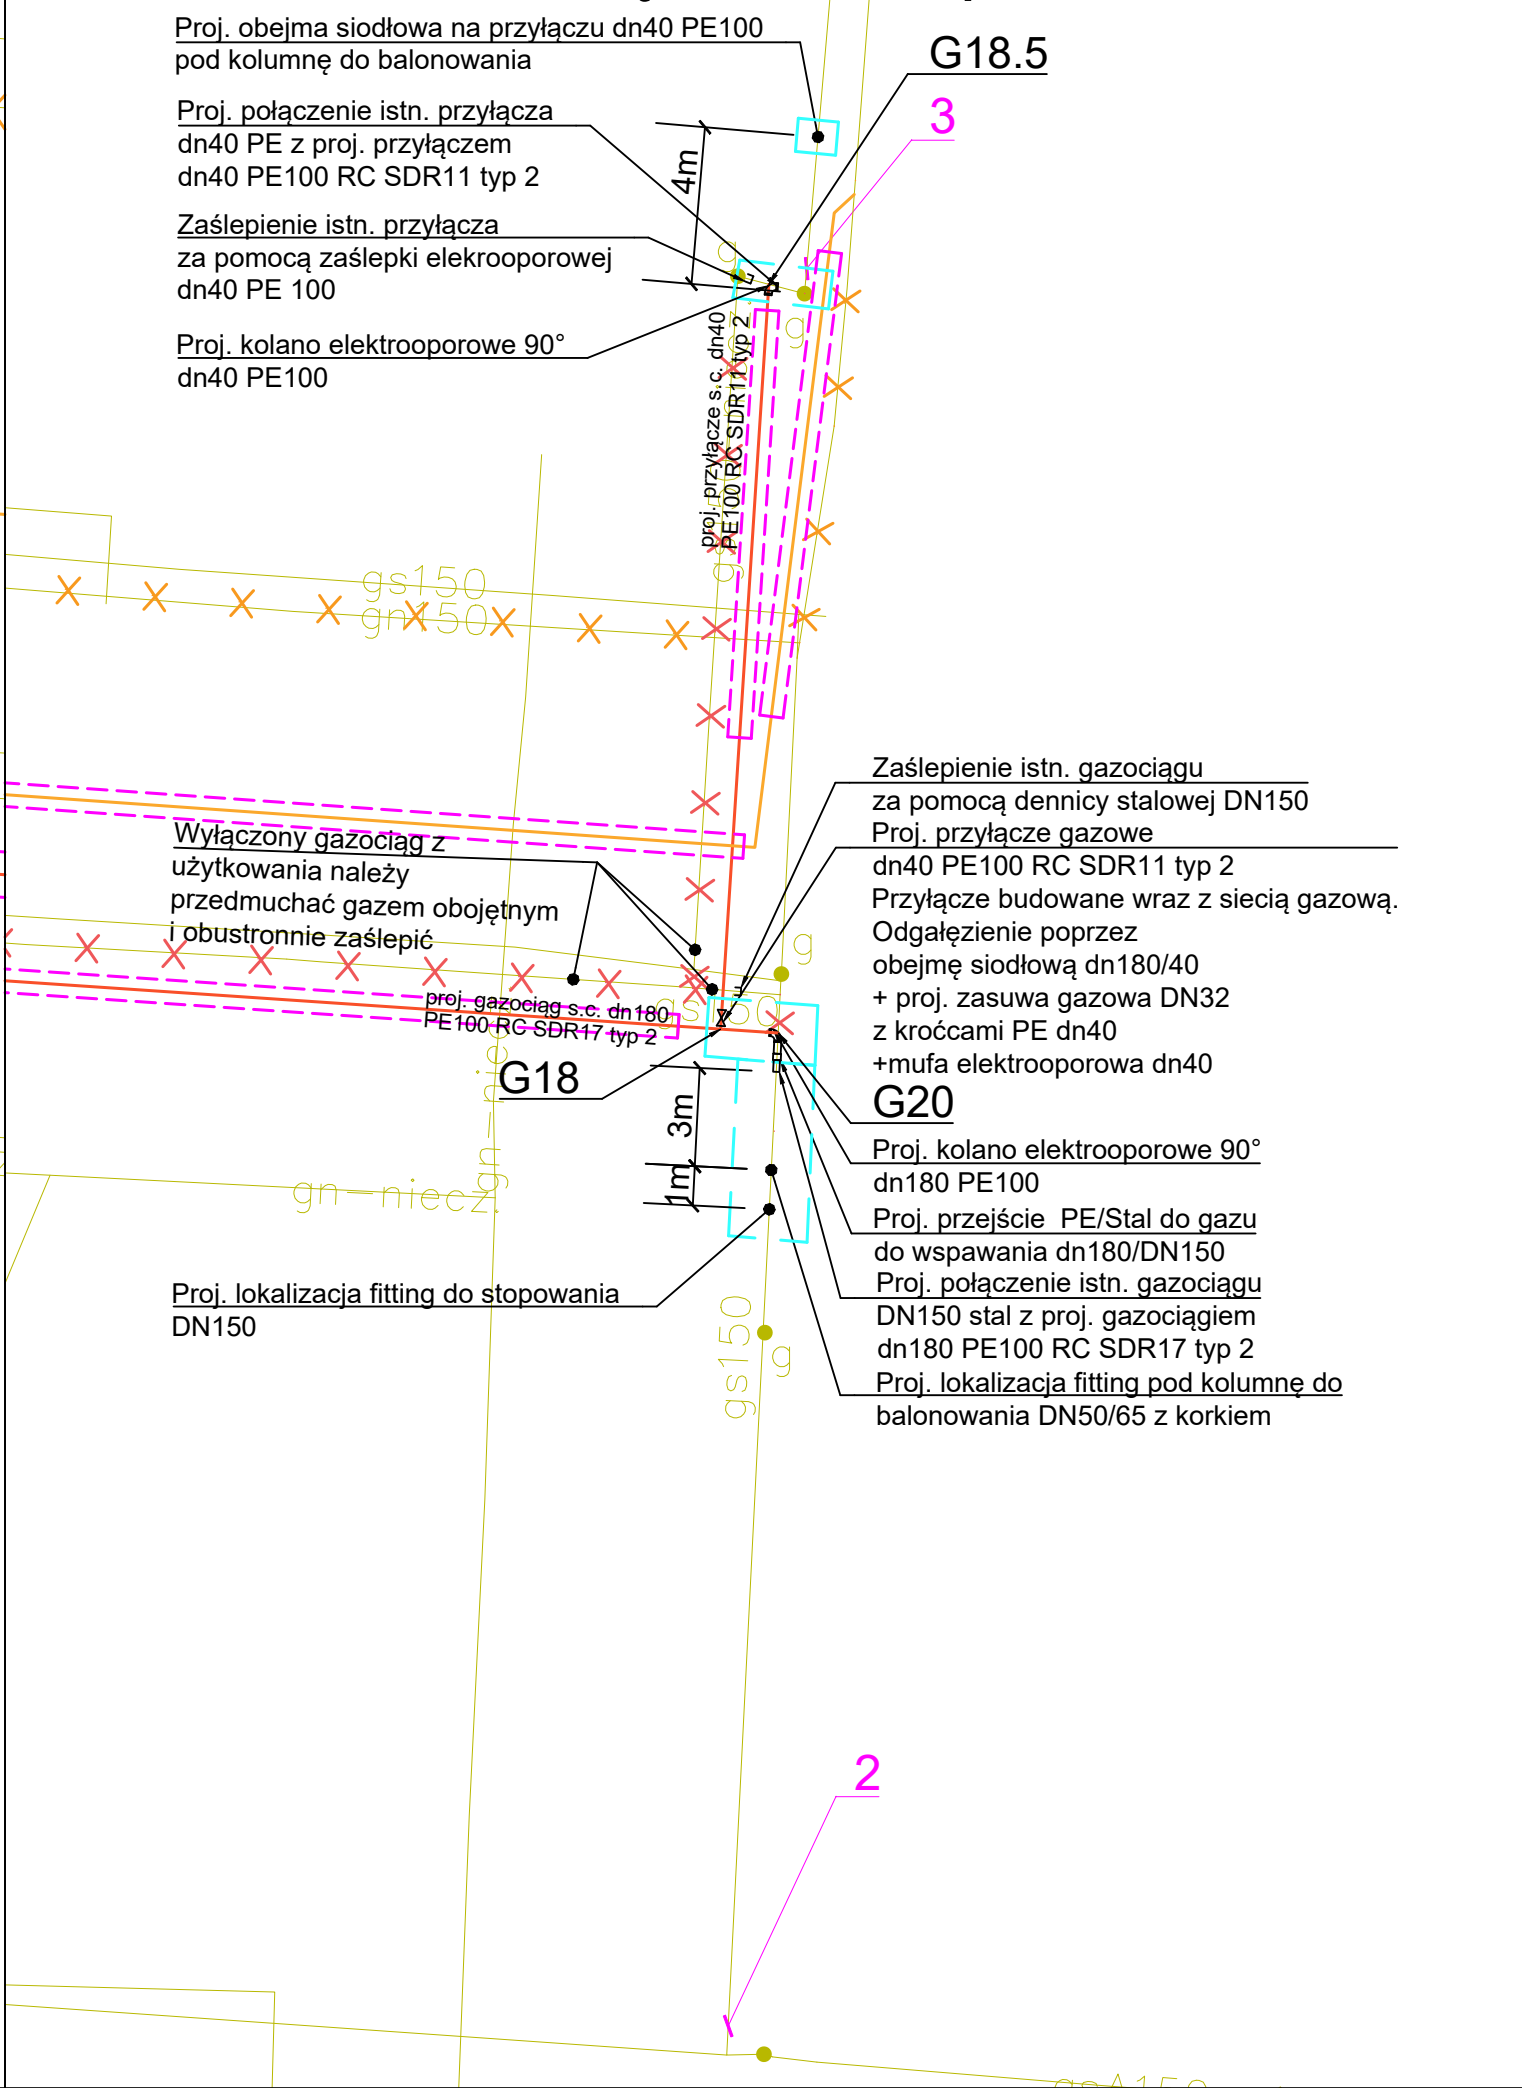 Proj. obejma siodłowa na przyłączu dn40 PE100
pod kolumnę do balonowania
G18.5
3
Proj. połączenie istn. przyłącza
dn40 PE z proj. przyłączem
dn40 PE100 RC SDR11 typ 2
4m
Zaślepienie istn. przyłącza
za pomocą zaślepki elekrooporowej
dn40 PE 100
g
g
Proj. kolano elektrooporowe 90°
dn40 PE100
proj. przyłącze s.c. dn40
PE100 RC SDR11 typ 2
gs150
gn150
Zaślepienie istn. gazociągu
za pomocą dennicy stalowej DN150
Proj. przyłącze gazowe
dn40 PE100 RC SDR11 typ 2
Przyłącze budowane wraz z siecią gazową.
Odgałęzienie poprzez
obejmę siodłową dn180/40
+ proj. zasuwa gazowa DN32
z kroćcami PE dn40
+mufa elektrooporowa dn40
Wyłączony gazociąg z
użytkowania należy
przedmuchać gazem obojętnym
i obustronnie zaślepić
g
proj. gazociąg s.c. dn180
PE100 RC SDR17 typ 2
gs150
G18
G20
3m
1m
gn-niecz.
Proj. kolano elektrooporowe 90°
dn180 PE100
Proj. przejście PE/Stal do gazu
do wspawania dn180/DN150
Proj. połączenie istn. gazociągu
DN150 stal z proj. gazociągiem
dn180 PE100 RC SDR17 typ 2
Proj. lokalizacja fitting pod kolumnę do
balonowania DN50/65 z korkiem
Proj. lokalizacja fitting do stopowania
DN150
gs150
g
2